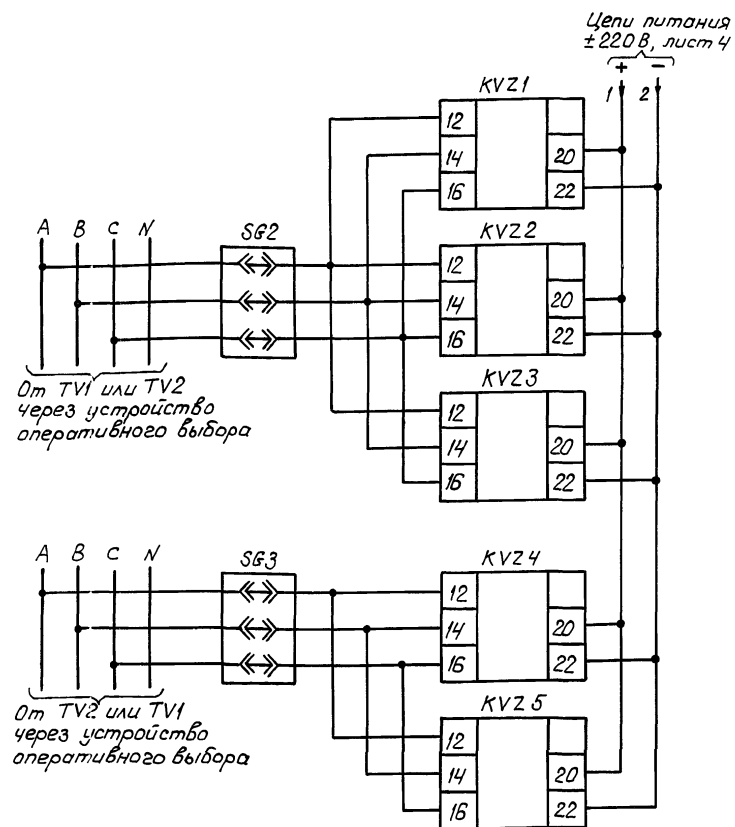 Цепи питания
±220 В, лист 4
+ -
1 2
KVZ1
12
14
16
20
22
A B C N
SG2
KVZ2
12
14
16
20
22
От TV1 или TV2
через устройство
оперативного выбора
KVZ3
12
14
16
20
22
A B C N
SG3
KVZ4
12
14
16
20
22
От TV2 или TV1
через устройство
оперативного выбора
KVZ5
12
14
16
20
22